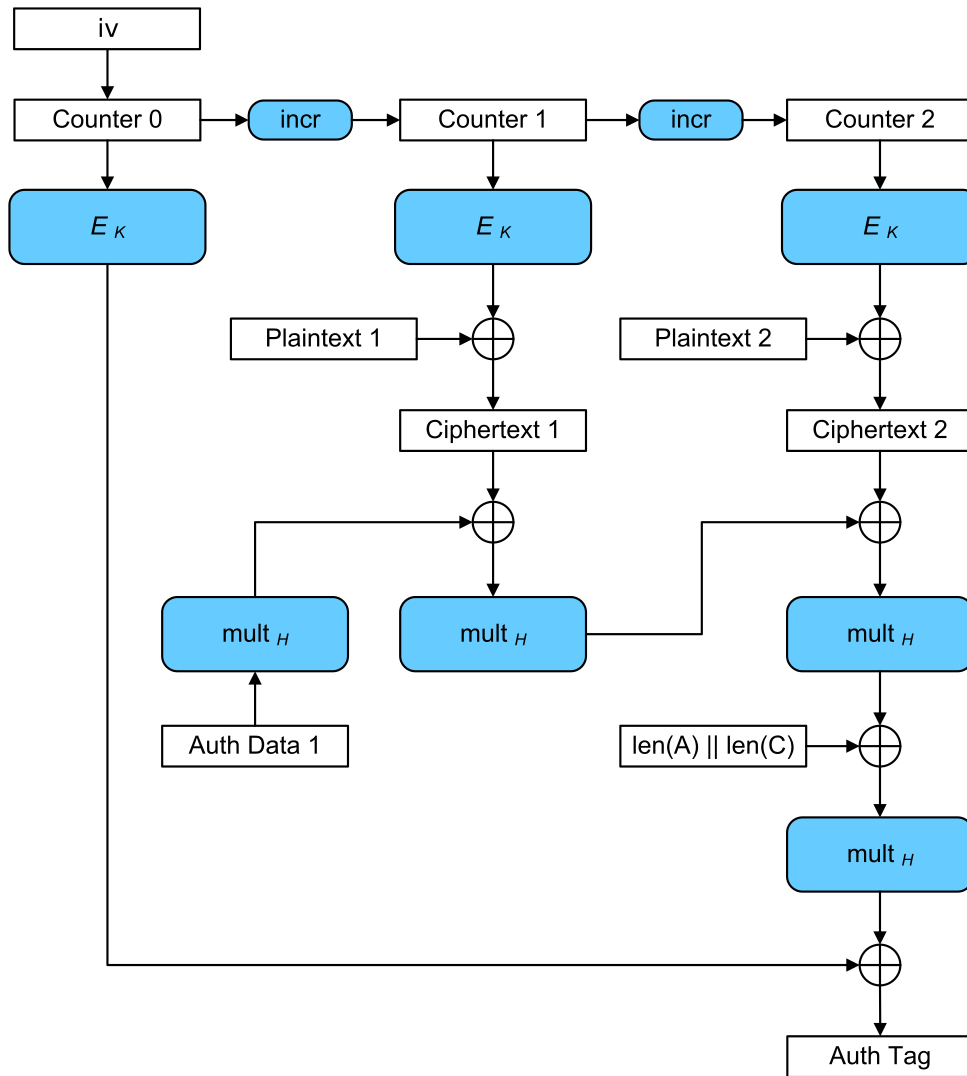 iv
Counter 0
incr
Counter 1
incr
Counter 2
E K
E K
E K
Plaintext 1
Plaintext 2
Ciphertext 1
Ciphertext 2
mult H
mult H
mult H
Auth Data 1
len(A) || len(C)
mult H
Auth Tag